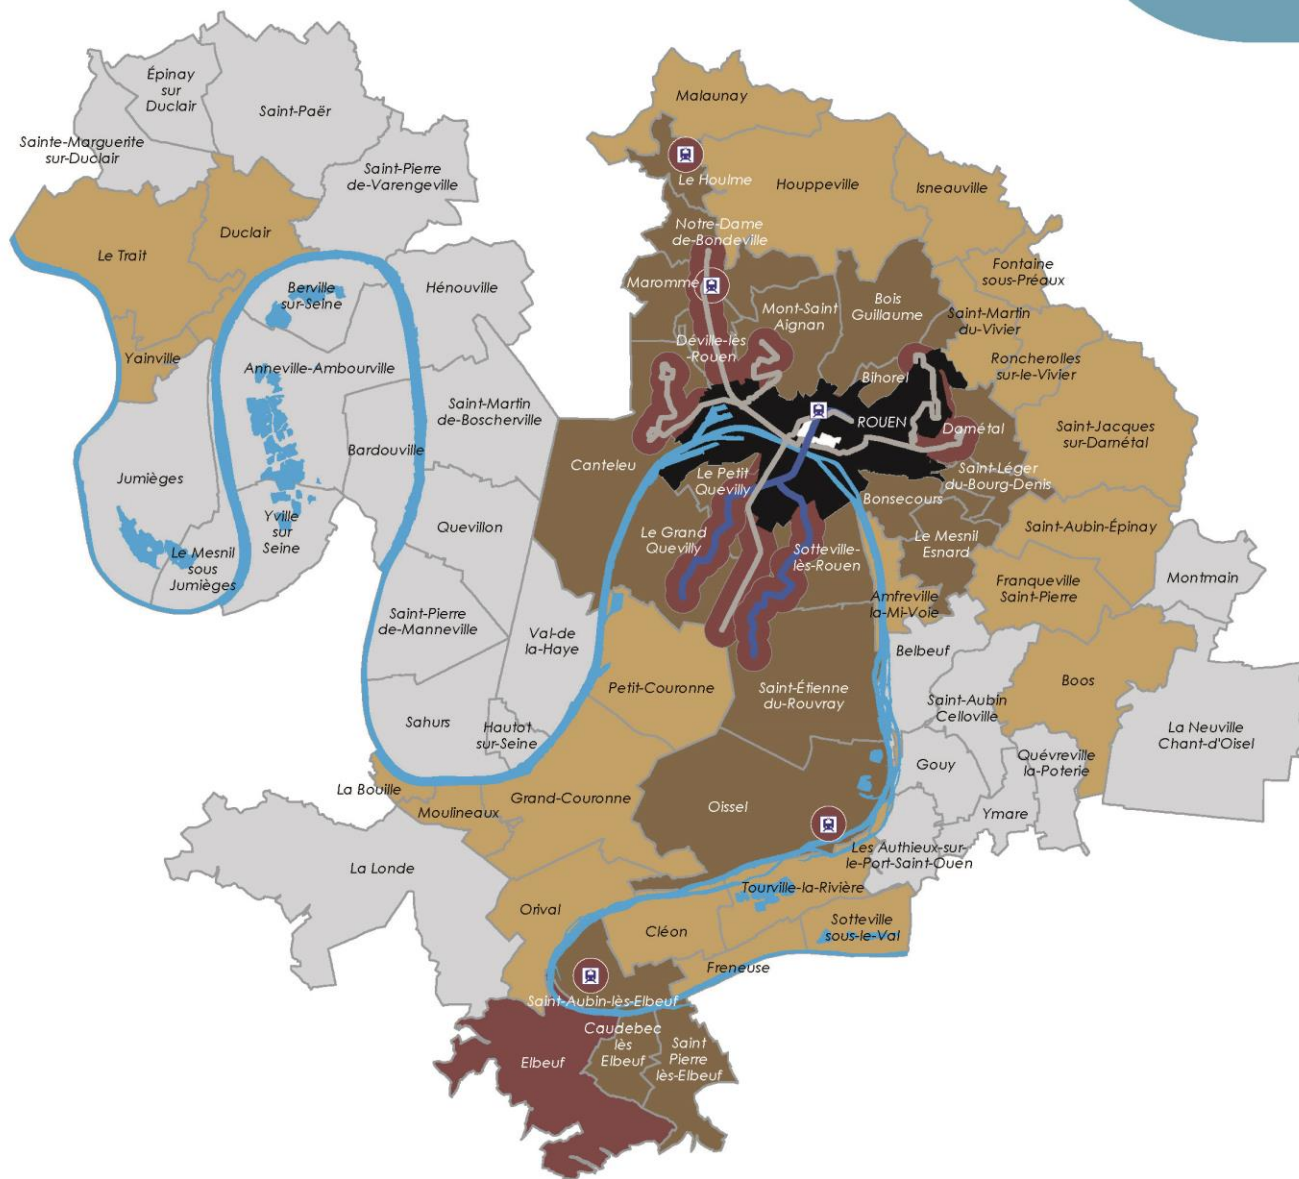 Épinay
sur
Duclair
Saint-Paër
Sainte-Marguerite
sur-Duclair
Saint-Pierre
de-Varengeville
Le Trait
Duclair
Yainville
Berville
sur-Seine
Hénouville
Anneville-Ambourville
Saint-Martin
de-Boscherville
Bardouville
Jumièges
Le Mesnil
sous
Jumièges
Yville
sur
Seine
Quevillon
Saint-Pierre
de-Manneville
Val-de
la-Haye
Sahurs
Hautot
sur-Seine
Malaunay
Le Houlme
Houppeville
Isneauville
Notre-Dame
de-Bondeville
Maromme
Mont-Saint
Aignan
Bois
Guillaume
Fontaine
sous-Préaux
Saint-Martin
du-Vivier
Déville-lès
-Rouen
Bihorel
Roncherolles
sur-le-Vivier
ROUEN
Darnétal
Saint-Jacques
sur-Darnétal
Canteleu
Le Petit
Quevilly
Saint-Léger
du-Bourg-Denis
Bonsecours
Le Grand
Quevilly
Sotteville-
lès-Rouen
Le Mesnil
Esnard
Saint-Aubin-Épinay
Franqueville
Saint-Pierre
Montmain
Amfreville
la-Mi-Voie
Belbeuf
Boos
Petit-Couronne
Saint-Étienne
du-Rouvray
Saint-Aubin
Celloville
La Neuville
Chant-d'Oisel
Gouy
Quévreville
la-Poterie
Ymare
La Bouille
Moulineaux
Grand-Couronne
Oissel
Les Authieux-sur-
le-Port-Saint-Ouen
La Londe
Orival
Tourville-la-Rivière
Cléon
Sotteville
sous-le-Val
Freneuse
Saint-Aubin-lès-Elbeuf
Elbeuf
Caudebec
lès
Elbeuf
Saint
Pierre
lès-Elbeuf